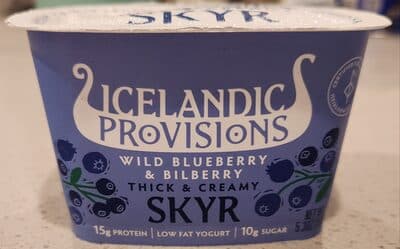 SKYR
ICELANDIC
PROVISIONS
WILD BLUEBERRY
& BILBERRY
THICK & CREAMY
SKYR
15g PROTEIN | LOW FAT YOGURT | 10g SUGAR